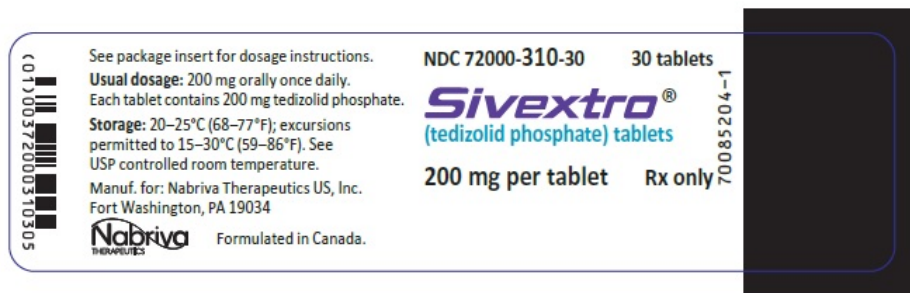 (01)00372000310305
See package insert for dosage instructions.
Usual dosage: 200 mg orally once daily.
Each tablet contains 200 mg tedizolid phosphate.
Storage: 20–25°C (68–77°F); excursions
permitted to 15–30°C (59–86°F). See
USP controlled room temperature.
Manuf. for: Nabriva Therapeutics US, Inc.
Fort Washington, PA 19034
Nabriva
THERAPEUTICS
Formulated in Canada.
NDC 72000-310-30 30 tablets
Sivextro®
(tedizolid phosphate) tablets
200 mg per tablet Rx only
70085204-1